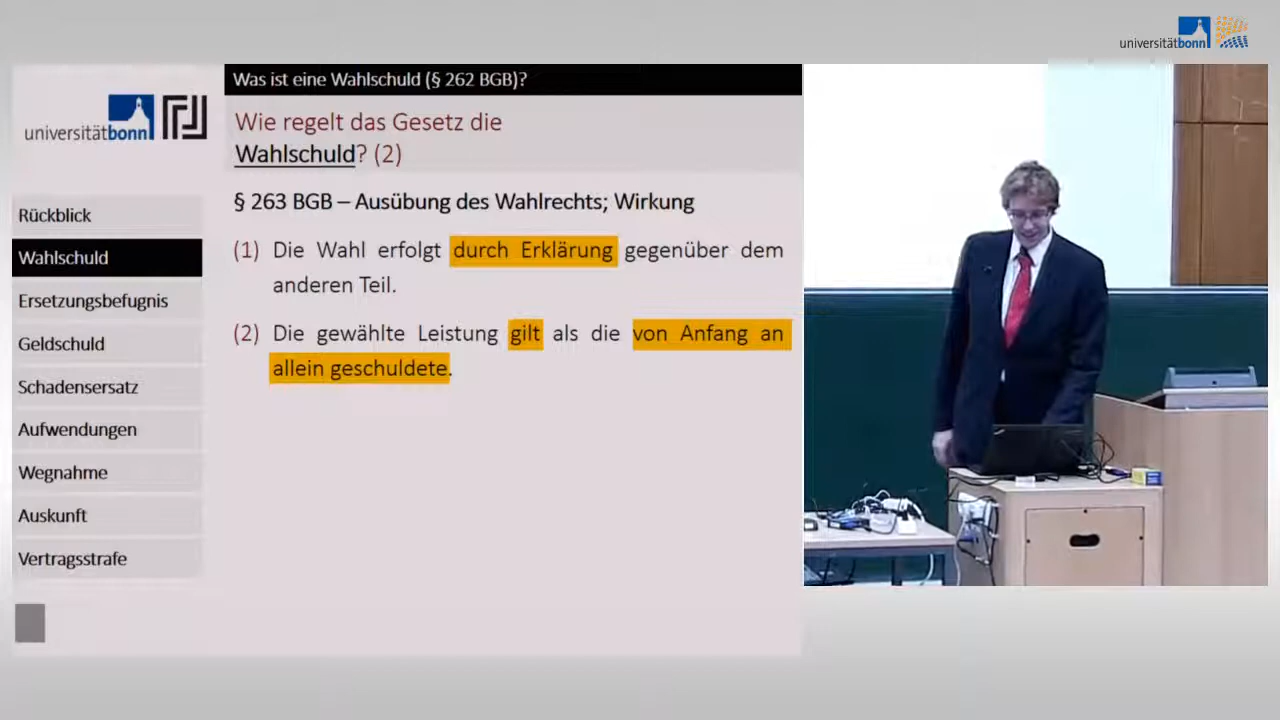 universitätbonn
Was ist eine Wahlschuld (§ 262 BGB)?
universitätbonn
Wie regelt das Gesetz die
Wahlschuld? (2)
§ 263 BGB – Ausübung des Wahlrechts; Wirkung
(1) Die Wahl erfolgt durch Erklärung gegenüber dem
anderen Teil.
(2) Die gewählte Leistung gilt als die von Anfang an
allein geschuldete.
Rückblick
Wahlschuld
Ersetzungsbefugnis
Geldschuld
Schadensersatz
Aufwendungen
Wegnahme
Auskunft
Vertragsstrafe